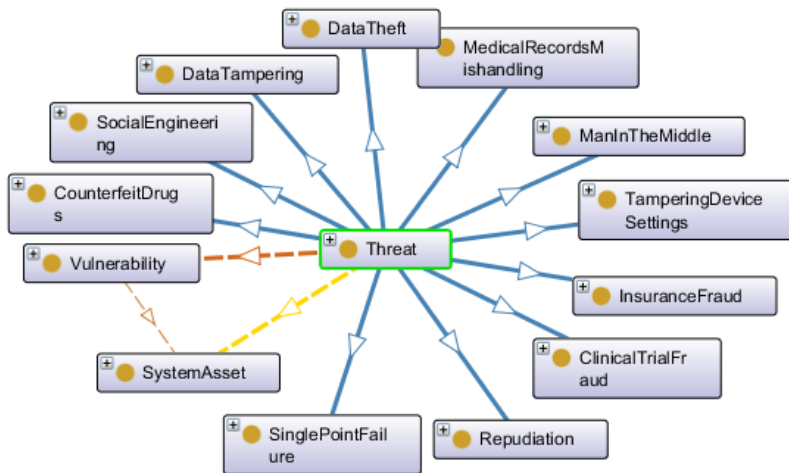 DataTheft
MedicalRecordsM
ishandling
DataTampering
SocialEngineeri
ng
ManInTheMiddle
CounterfeitDrug
s
TamperingDevice
Settings
Threat
Vulnerability
InsuranceFraud
ClinicalTrialFr
aud
SystemAsset
SinglePointFail
ure
Repudiation